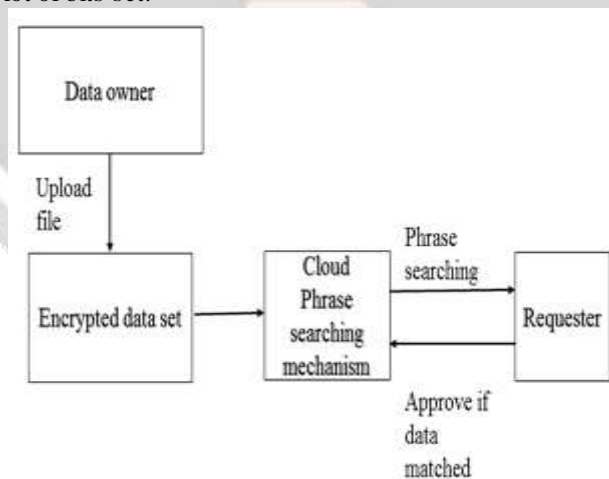 Data owner
Upload
file
Encrypted data set
Cloud
Phrase
searching
mechanism
Phrase
searching
Requester
Approve if
data
matched